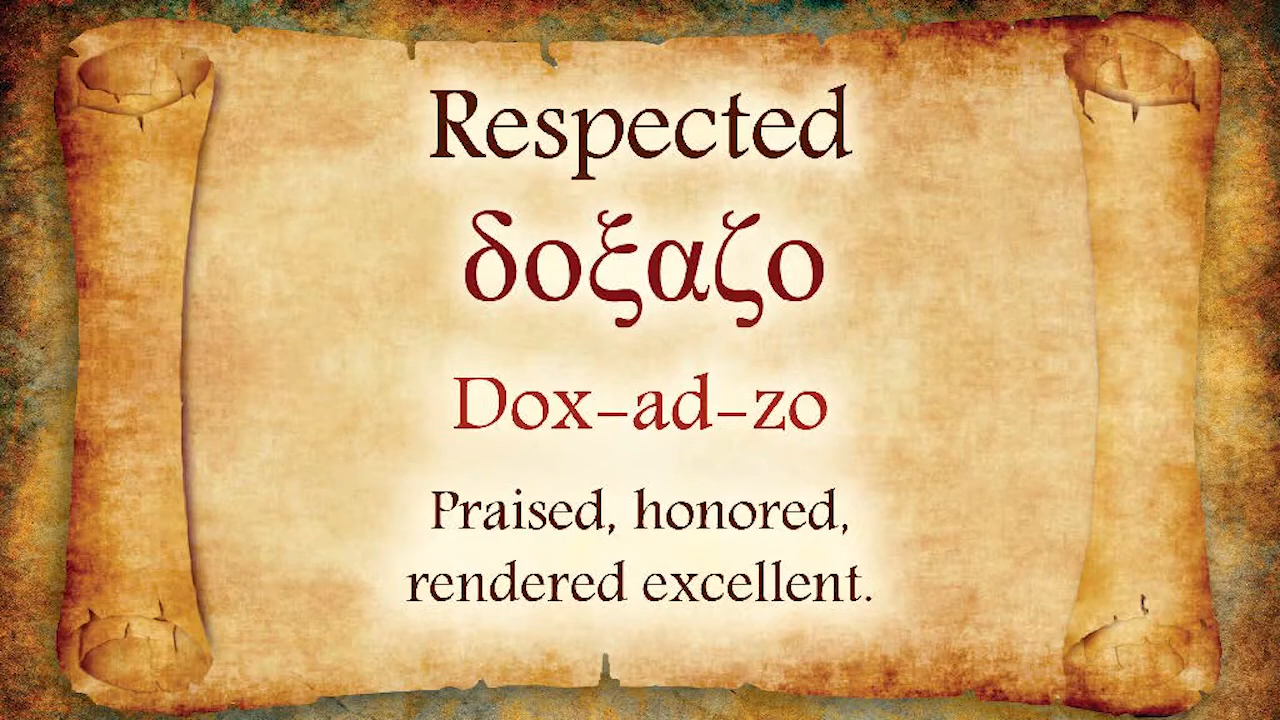 Respected
δοξαζο
Dox-ad-zo
Praised, honored,
rendered excellent.